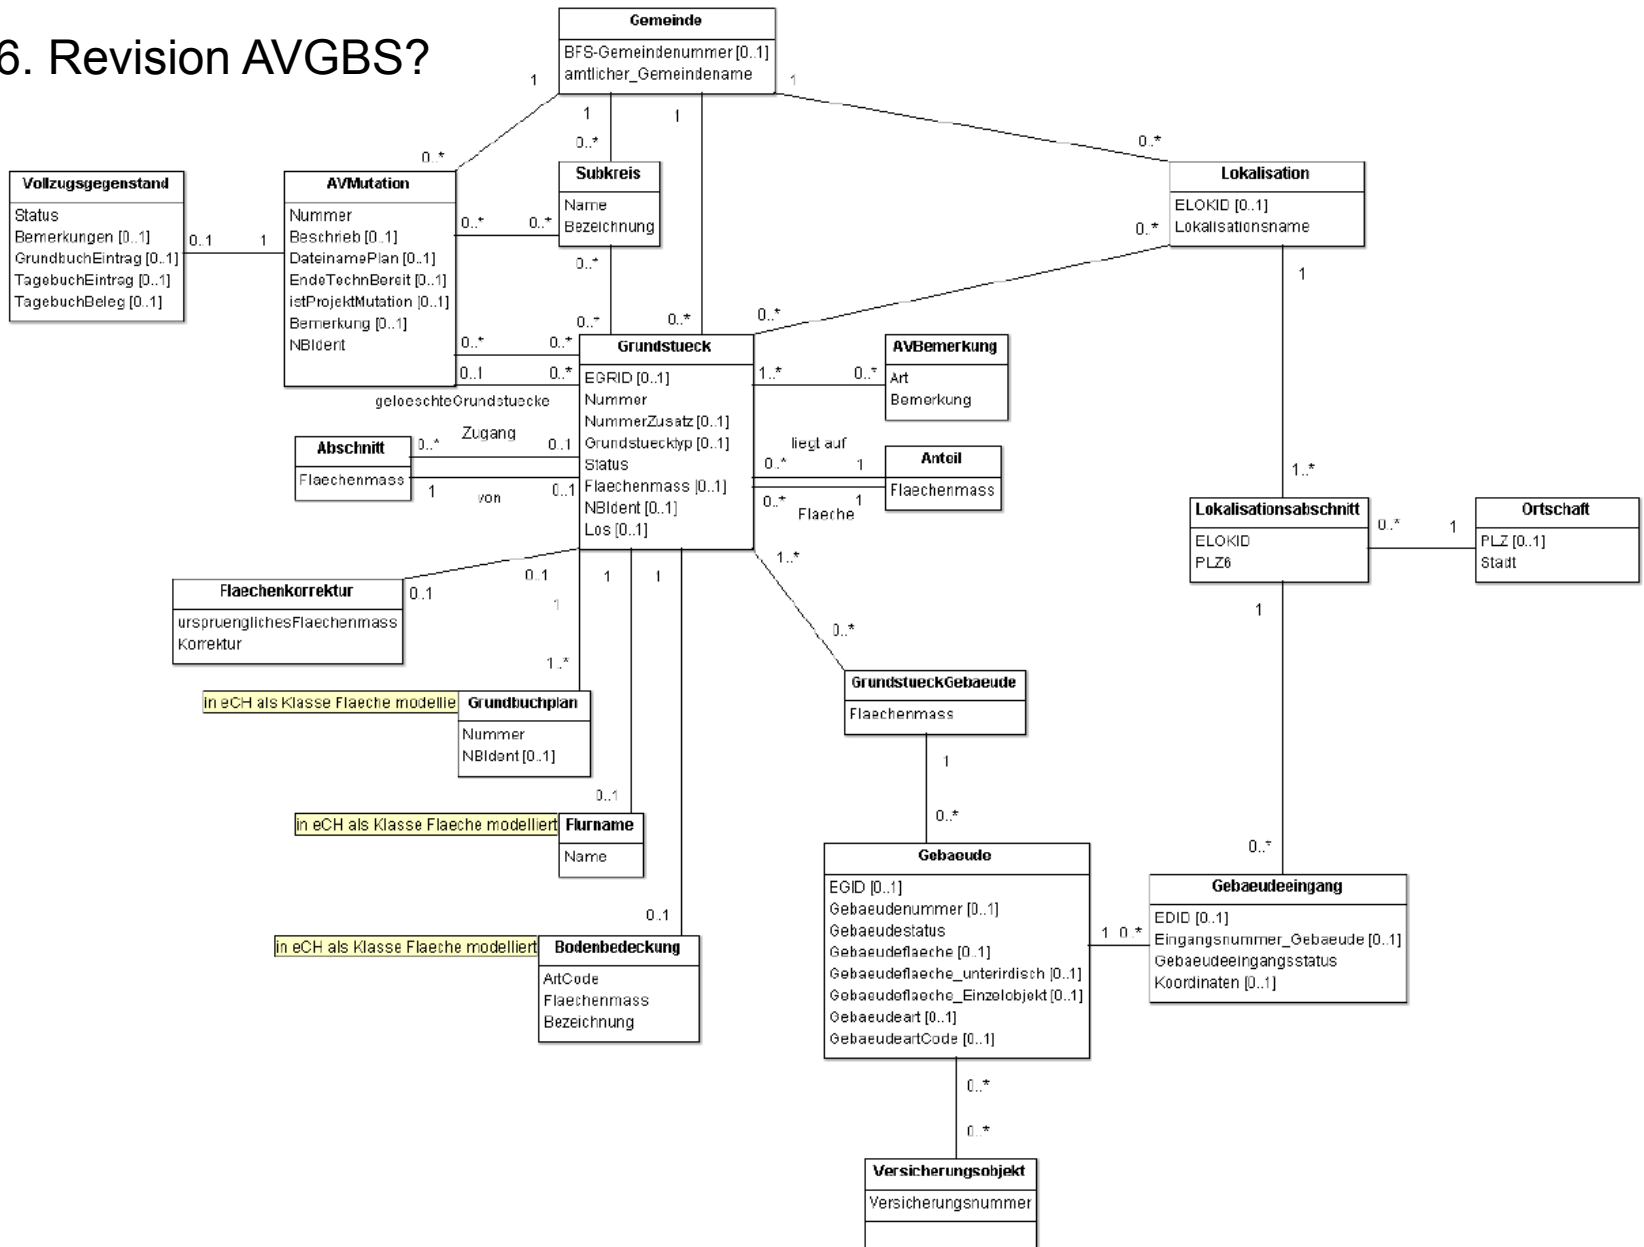 6. Revision AVGBS?
Gemeinde
BFS-Gemeindenummer [0..1]
amtlicher_Gemeindename
1
1
1
1
0..*
0..*
0..*
Vollzugsgegenstand
Status
Bemerkungen [0..1]
GrundbuchEintrag [0..1]
TagebuchEintrag [0..1]
TagebuchBeleg [0..1]
0..1
1
AVMutation
Nummer
Beschrieb [0..1]
DateinamePlan [0..1]
EndeTechnBereit [0..1]
istProjektMutation [0..1]
Bemerkung [0..1]
NBIdent
0..*
0..*
Subkreis
Name
Bezeichnung
0..*
0..*
0..*
Lokalisation
ELOKID [0..1]
Lokalisationsname
0..*
0..*
1
0..*
0..*
0..1
0..*
geloeschteGrundstuecke
Grundstueck
EGRID [0..1]
Nummer
NummerZusatz [0..1]
Grundstuecktyp [0..1]
Status
Flaechenmass [0..1]
NBIdent [0..1]
Los [0..1]
1..*
0..*
AVBemerkung
Art
Bemerkung
Abschnitt
Flaechenmass
0..*
Zugang
0..1
1
von
0..1
liegt auf
0..*
1
0..*
1
Flaeche
Anteil
Flaechenmass
1..*
Lokalisationsabschnitt
ELOKID
PLZ6
0..*
1
Ortschaft
PLZ [0..1]
Stadt
Flaechenkorrektur
urspruenglichesFlaechenmass
Korrektur
0..1
0..1
1
1
1
1..*
1..*
0..*
1
GrundstueckGebaeude
Flaechenmass
in eCH als Klasse Flaeche modellie
Grundbuchplan
Nummer
NBIdent [0..1]
0..1
in eCH als Klasse Flaeche modelliert
Flurname
Name
1
0..*
0..1
in eCH als Klasse Flaeche modelliert
Bodenbedeckung
ArtCode
Flaechenmass
Bezeichnung
Gebaeude
EGID [0..1]
Gebaeudenummer [0..1]
Gebaeudestatus
Gebaeudeflaeche [0..1]
Gebaeudeflaeche_unterirdisch [0..1]
Gebaeudeflaeche_Einzelobjekt [0..1]
Gebaeudeart [0..1]
GebaeudeartCode [0..1]
1
0..*
0..*
Gebaeudeeingang
EDID [0..1]
Eingangsnummer_Gebaeude [0..1]
Gebaeudeeingangsstatus
Koordinaten [0..1]
0..*
0..*
Versicherungsobjekt
Versicherungsnummer